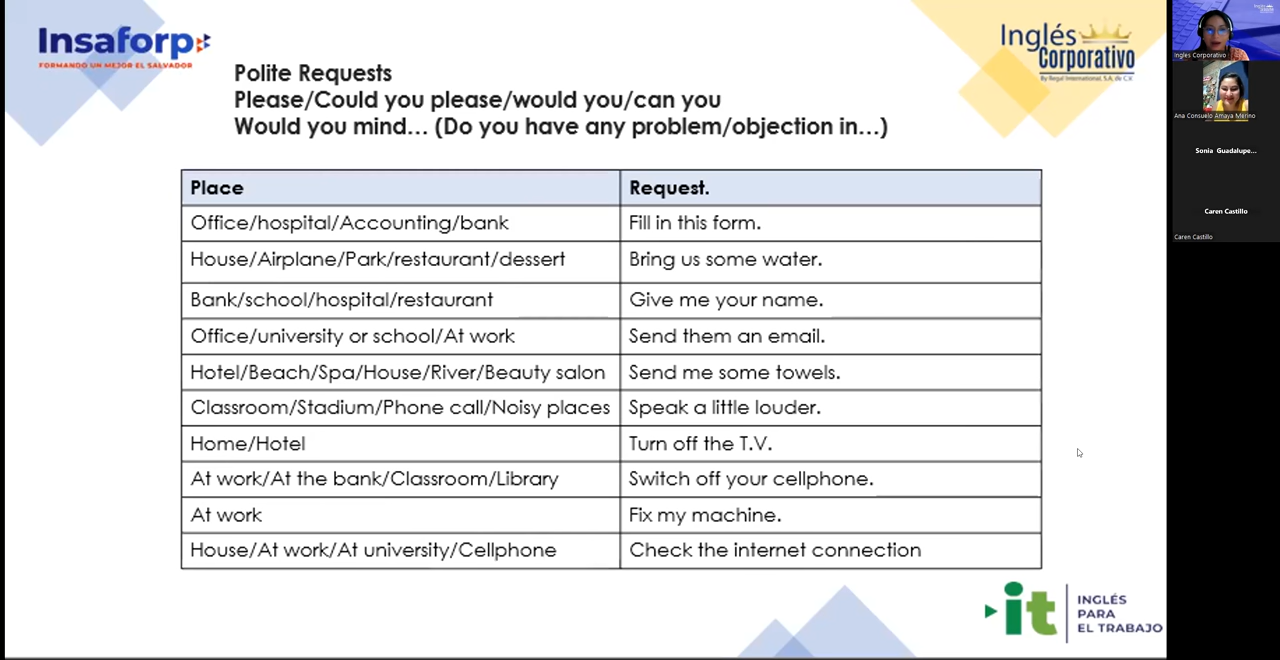 Insaforp
FORMANDO UN MEJOR EL SALVADOR
Inglés
Corporativo
By Regal International, S.A. de C.V.
Polite Requests
Please/Could you please/would you/can you
Would you mind... (Do you have any problem/objection in...)
Place Request.
Office/hospital/Accounting/bank Fill in this form.
House/Airplane/Park/restaurant/dessert Bring us some water.
Bank/school/hospital/restaurant Give me your name.
Office/university or school/At work Send them an email.
Hotel/Beach/Spa/House/River/Beauty salon Send me some towels.
Classroom/Stadium/Phone call/Noisy places Speak a little louder.
Home/Hotel Turn off the T.V.
At work/At the bank/Classroom/Library Switch off your cellphone.
At work Fix my machine.
House/At work/At university/Cellphone Check the internet connection
it
INGLÉS
PARA
EL TRABAJO
Ingles Corporativo
Ana Consuelo Amaya Merino
Sonia Guadalupe...
Caren Castillo
Caren Castillo